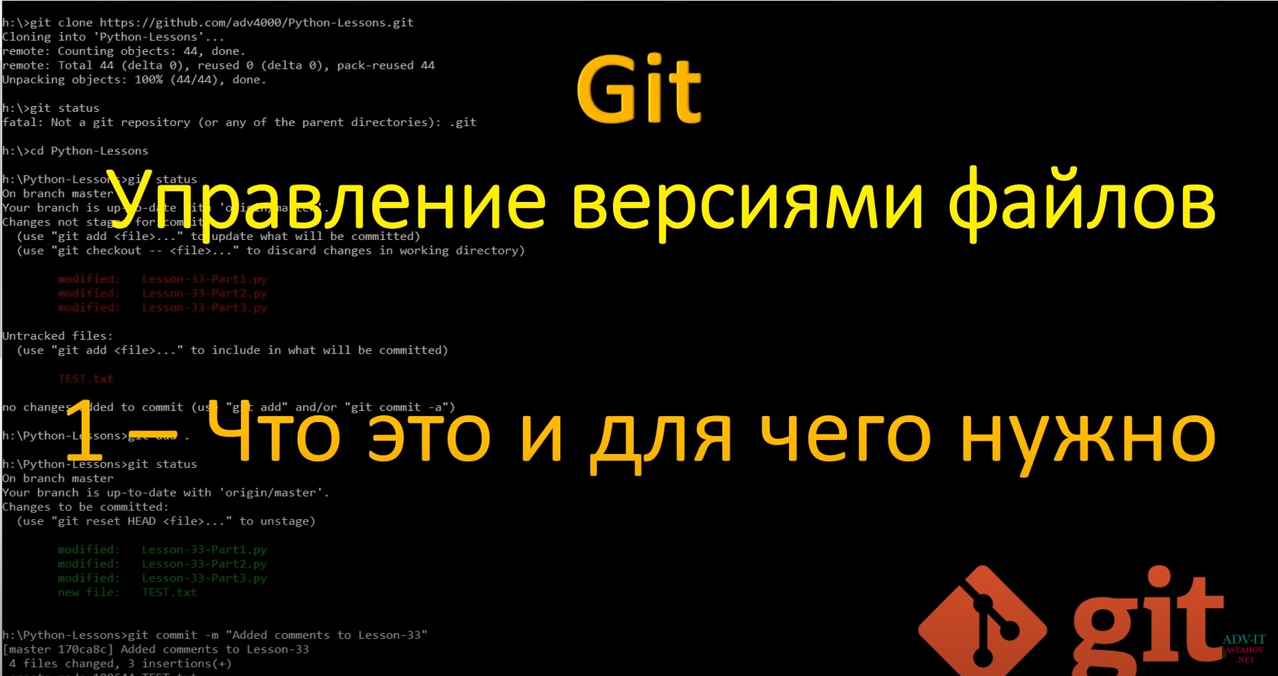 h:\>git clone https://github.com/adv4000/Python-Lessons.git
Cloning into 'Python-Lessons'...
remote: Counting objects: 44, done.
remote: Total 44 (delta 0), reused 0 (delta 0), pack-reused 44
Unpacking objects: 100% (44/44), done.
Git
h:\>git status
fatal: Not a git repository (or any of the parent directories): .git
h:\>cd Python-Lessons
h:\Python-Lessons>git status
On branch master
Управление версиями файлов
Your branch is up-to-date with 'origin/master'.
Changes not staged for commit:
(use "git add <file>..." to update what will be committed)
(use "git checkout -- <file>..." to discard changes in working directory)
modified: Lesson-33-Part1.py
modified: Lesson-33-Part2.py
modified: Lesson-33-Part3.py
Untracked files:
(use "git add <file>..." to include in what will be committed)
TEST.txt
no changes added to commit (use "git add" and/or "git commit -a")
1 – Что это и для чего нужно
h:\Python-Lessons>git add .
h:\Python-Lessons>git status
On branch master
Your branch is up-to-date with 'origin/master'.
Changes to be committed:
(use "git reset HEAD <file>..." to unstage)
modified: Lesson-33-Part1.py
modified: Lesson-33-Part2.py
modified: Lesson-33-Part3.py
new file: TEST.txt
h:\Python-Lessons>git commit -m "Added comments to Lesson-33"
[master 170ca8c] Added comments to Lesson-33
4 files changed, 3 insertions(+)
git
ADV-IT
ASTAHOV
.NET